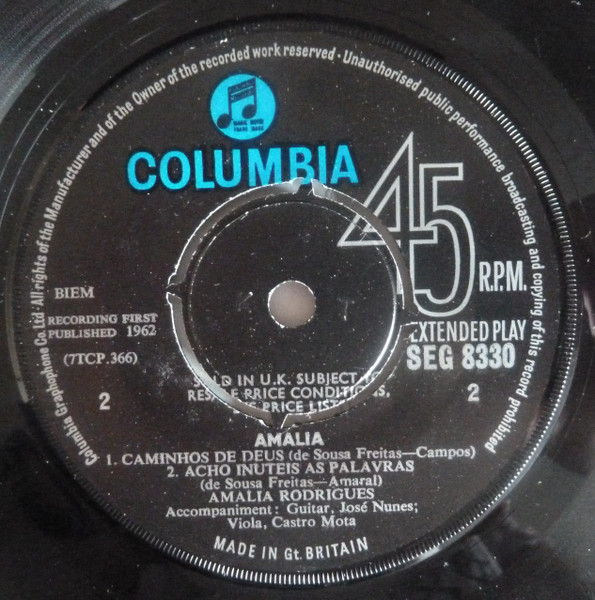 Columbia Graphophone Co. Ltd · All rights of the Manufacturer and of the Owner of the recorded work reserved · Unauthorised public performance broadcasting and copying of this record prohibited
MAGIC NOTES
TRADE MARK
COLUMBIA
45
R.P.M.
EXTENDED PLAY
SEG 8330
BIEM
RECORDING FIRST
PUBLISHED 1962
(7TCP.366)
2
2
K T
IN U.K. SUBJECT
PRICE CONDITIONS,
PRICE
AMALIA
1. CAMINHOS DE DEUS (de Sousa Freitas—Campos)
2. ACHO INUTEIS AS PALAVRAS
(de Sousa Freitas—Amaral)
AMALIA RODRIGUES
Accompaniment: Guitar, José Nunes;
Viola, Castro Mota
MADE IN Gt. BRITAIN